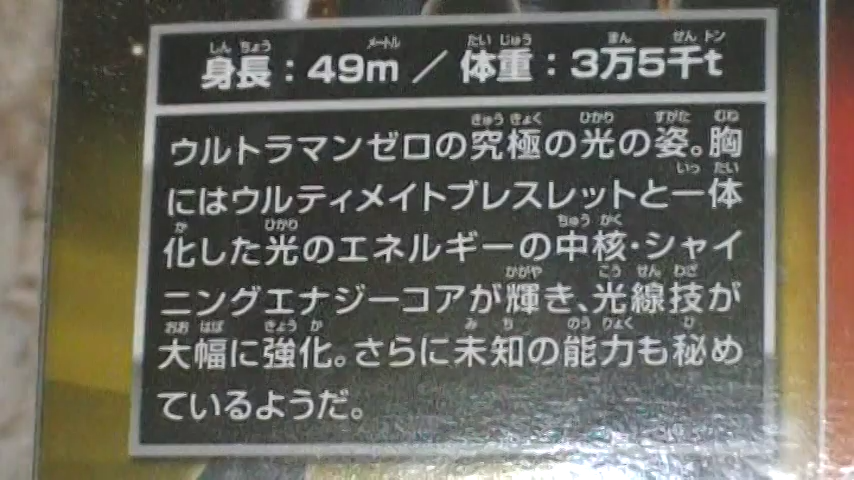 身長：49m／体重：3万5千t
ウルトラマンゼロの究極の光の姿。胸
にはウルティメイトブレスレットと一体
化した光のエネルギーの中核・シャイ
ニングエナジーコアが輝き、光線技が
大幅に強化。さらに未知の能力も秘め
ているようだ。